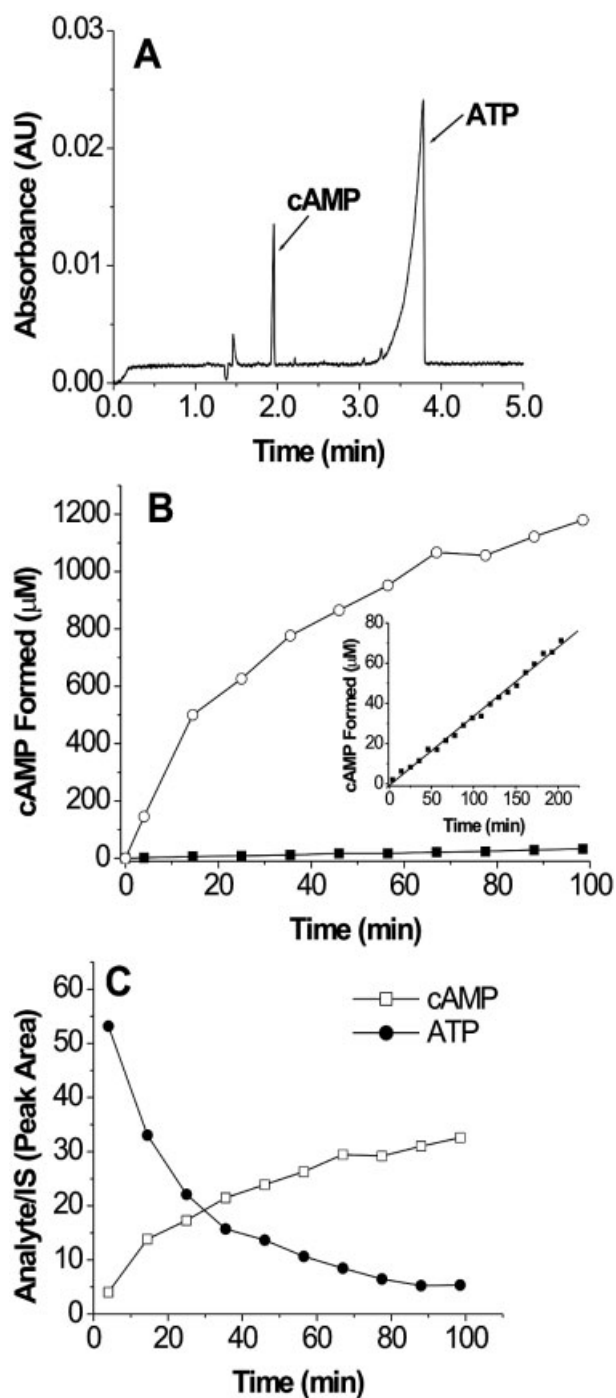 A
0.03
0.02
0.01
0.00
Absorbance (AU)
cAMP
ATP
0.0 1.0 2.0 3.0 4.0 5.0
Time (min)
B
1200
1000
800
600
400
200
0
cAMP Formed (μM)
80
60
40
20
0
cAMP Formed (μM)
0 50 100 150 200
Time (min)
0 20 40 60 80 100
Time (min)
C
60
50
40
30
20
10
0
Analyte/IS (Peak Area)
cAMP
ATP
0 20 40 60 80 100
Time (min)